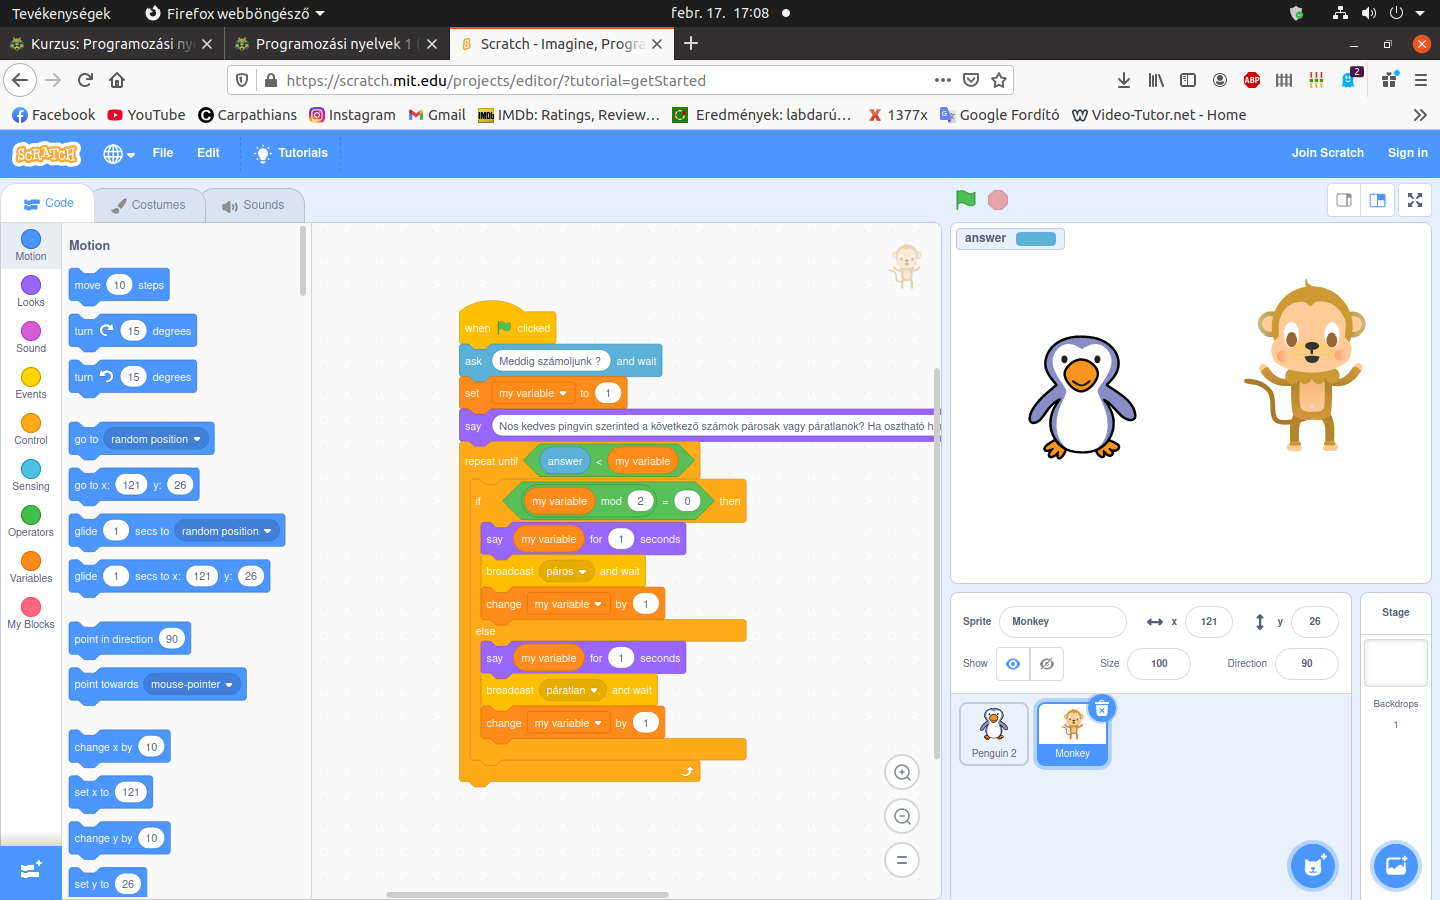 Tevékenységek
Firefox webböngésző
febr. 17. 17:08
Kurzus: Programozási ny
Programozási nyelvek 1
Scratch - Imagine, Progra
https://scratch.mit.edu/projects/editor/?tutorial=getStarted
ABP
2
Facebook
YouTube
Carpathians
Instagram
Gmail
IMDb
IMDb: Ratings, Review…
Eredmények: labdarú…
1377x
Google Fordító
Video-Tutor.net - Home
SCRATCH
File
Edit
Tutorials
Join Scratch
Sign in
Code
Costumes
Sounds
Motion
Looks
Sound
Events
Control
Sensing
Operators
Variables
My Blocks
Motion
move 10 steps
turn 15 degrees
turn 15 degrees
go to random position
go to x: 121 y: 26
glide 1 secs to random position
glide 1 secs to x: 121 y: 26
point in direction 90
point towards mouse-pointer
change x by 10
set x to 121
change y by 10
set y to 26
when clicked
ask Meddig számoljunk ? and wait
set my variable to 1
say Nos kedves pingvin szerinted a következő számok párosak vagy páratlanok? Ha osztható h
repeat until answer < my variable
if my variable mod 2 = 0 then
say my variable for 1 seconds
broadcast páros and wait
change my variable by 1
else
say my variable for 1 seconds
broadcast páratlan and wait
change my variable by 1
answer
Sprite Monkey x 121 y 26
Show Size 100 Direction 90
Penguin 2
Monkey
Stage
Backdrops
1